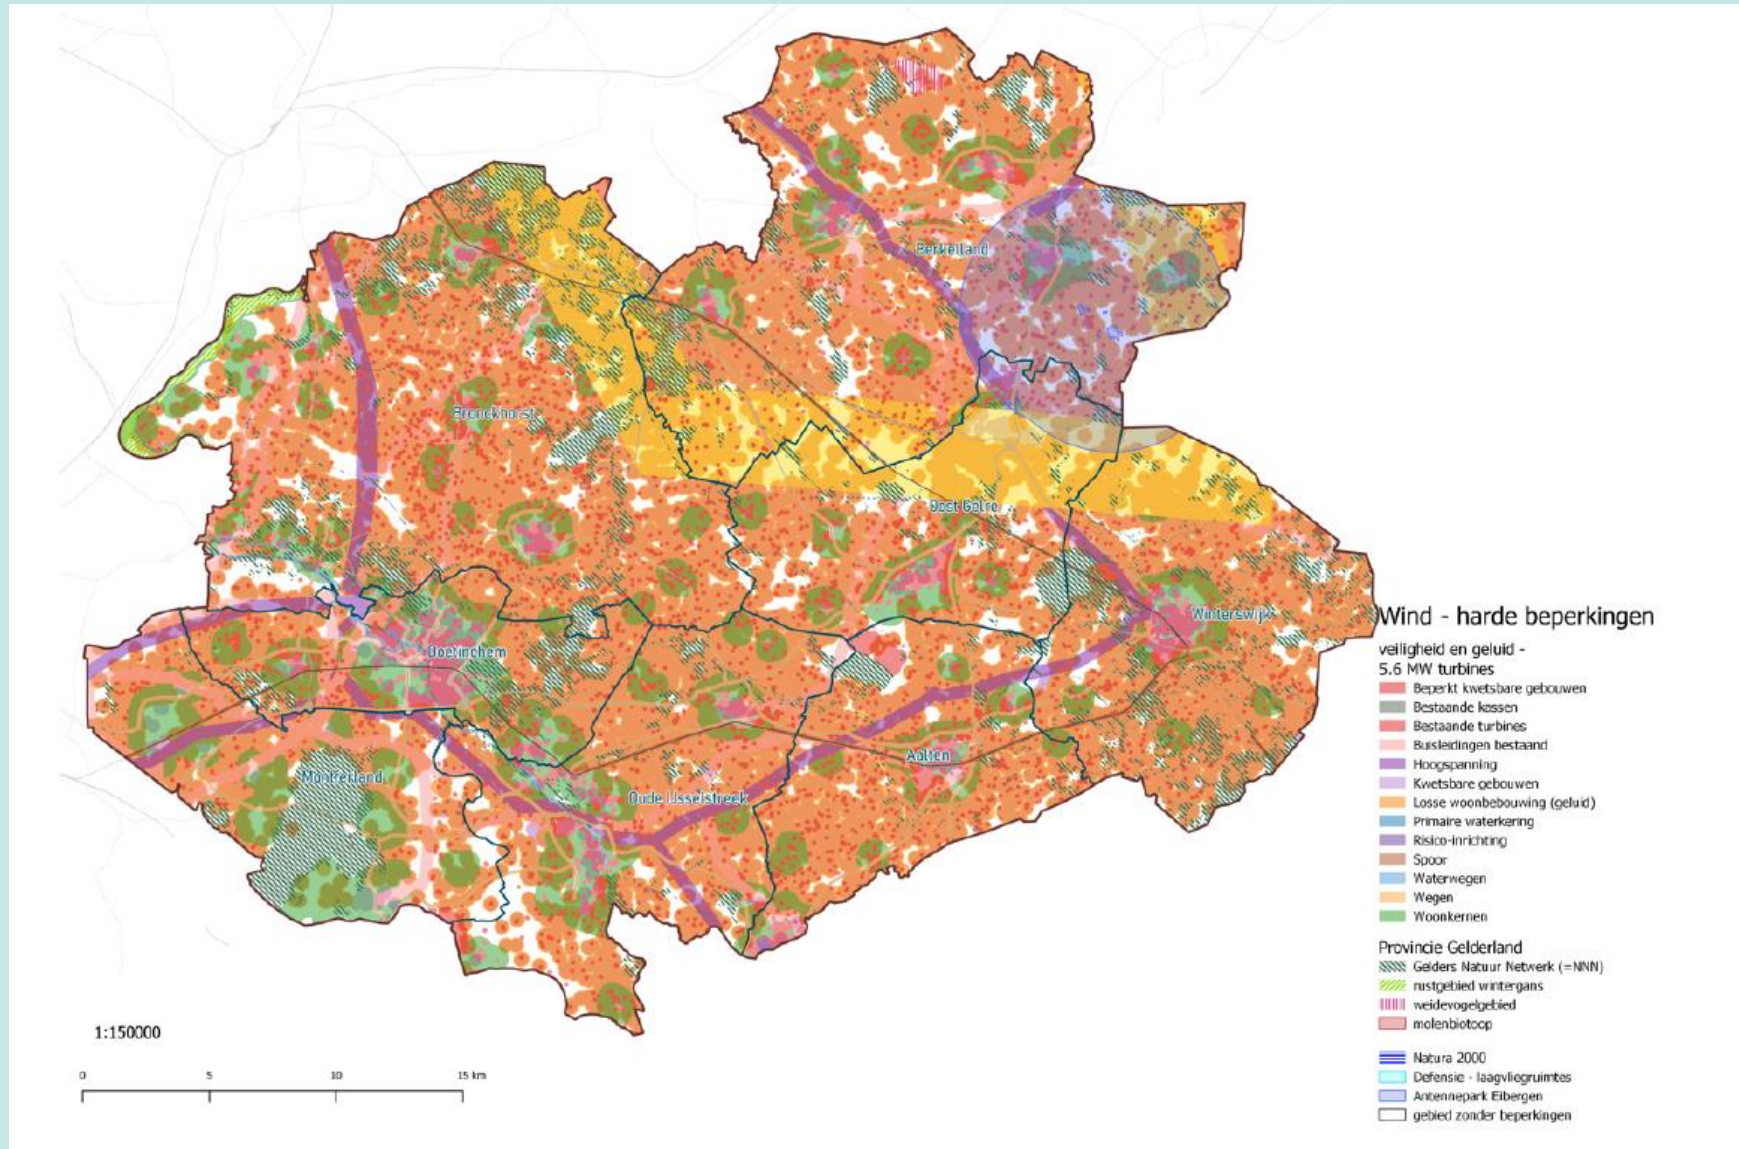 Berkelland
Bronckhorst
Oost Gelre
Winterswijk
Doetinchem
Aalten
Montferland
Oude IJsselstreek
1:150000
0 5 10 15 km
Wind - harde beperkingen
veiligheid en geluid -
5.6 MW turbines
Beperkt kwetsbare gebouwen
Bestaande kassen
Bestaande turbines
Buisleidingen bestaand
Hoogspanning
Kwetsbare gebouwen
Losse woonbebouwing (geluid)
Primaire waterkering
Risico-inrichting
Spoor
Waterwegen
Wegen
Woonkernen
Provincie Gelderland
Gelders Natuur Netwerk (=NNN)
rustgebied wintergans
weidevogelgebied
molenbiotoop
Natura 2000
Defensie - laagvliegruimtes
Antennepark Eibergen
gebied zonder beperkingen